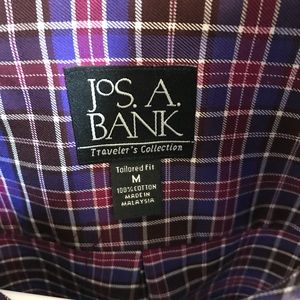 JOS. A.
BANK
Traveler's Collection
Tailored Fit
M
100% COTTON
MADE IN
MALAYSIA